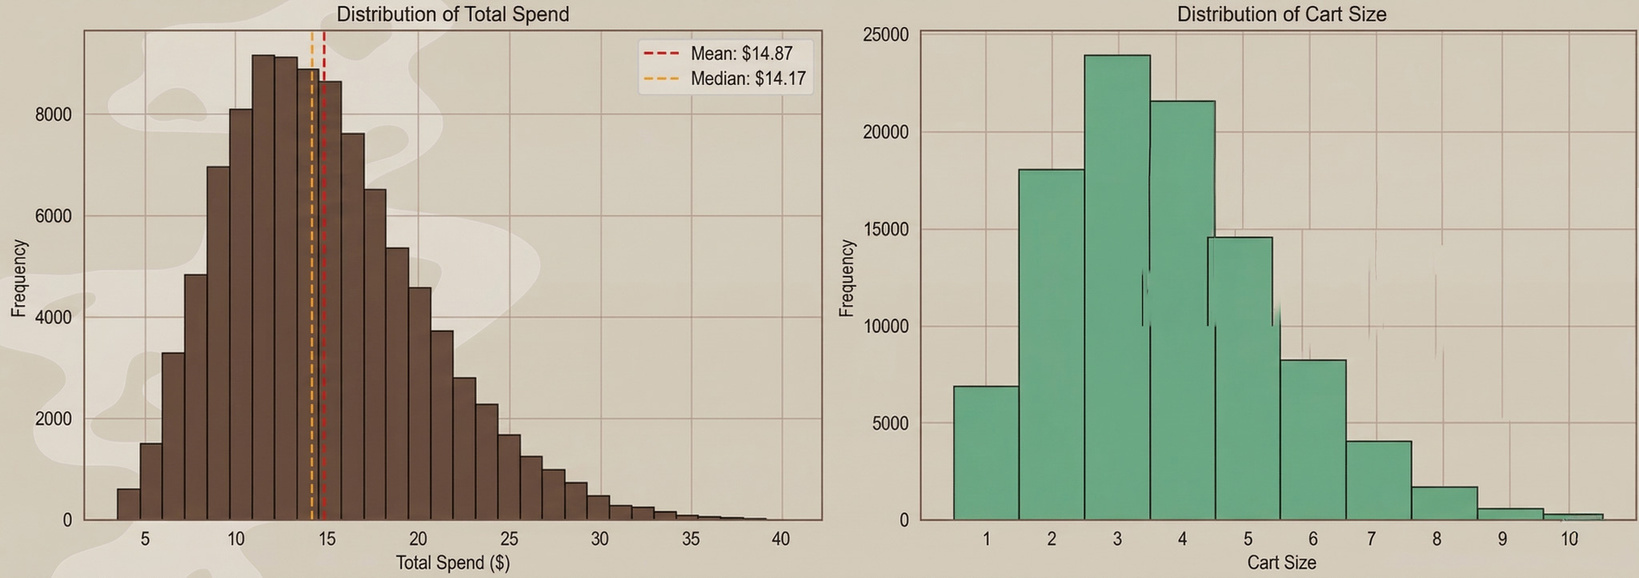 Distribution of Total Spend
Mean: $14.87
Median: $14.17
8000
6000
4000
2000
0
Frequency
5 10 15 20 25 30 35 40
Total Spend ($)
Distribution of Cart Size
25000
20000
15000
10000
5000
0
Frequency
1 2 3 4 5 6 7 8 9 10
Cart Size